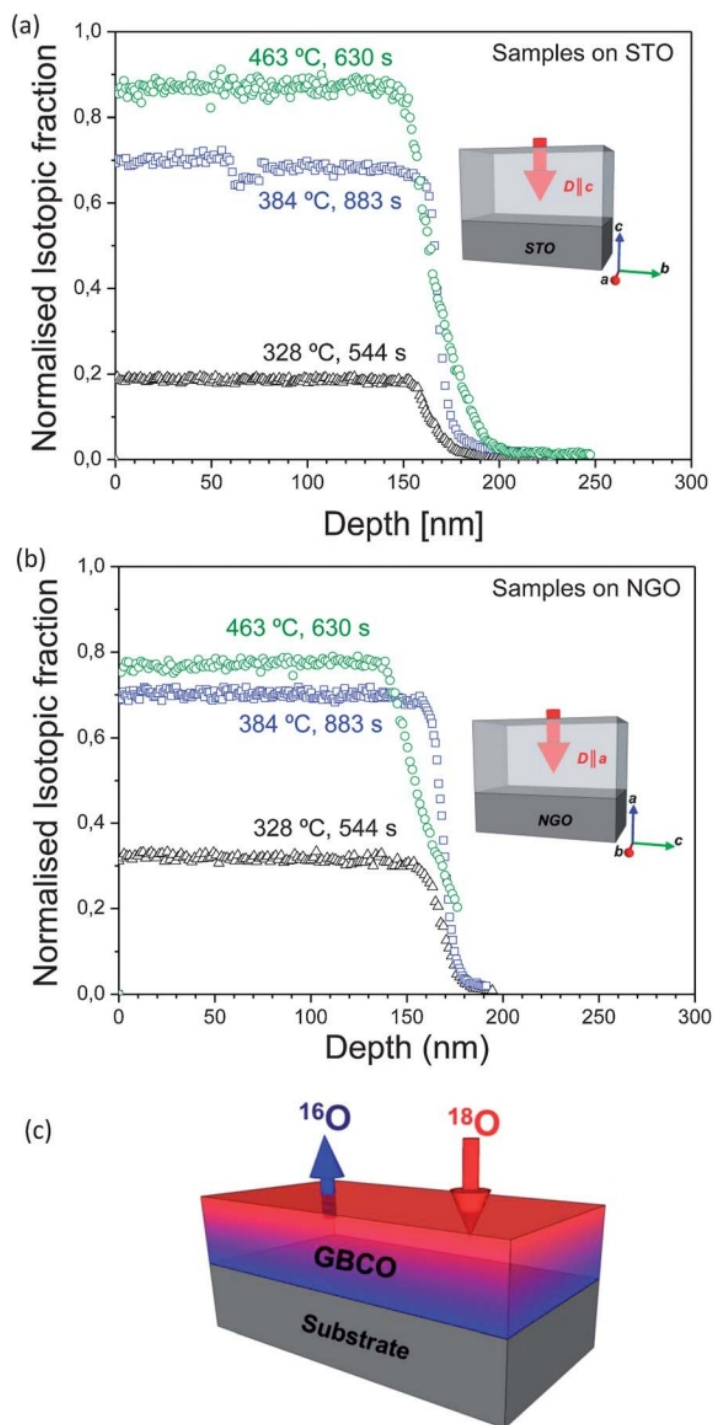 (a)
1,0
0,8
0,6
0,4
0,2
0,0
Normalised Isotopic fraction
463 ºC, 630 s
Samples on STO
384 ºC, 883 s
328 ºC, 544 s
D||c
STO
c
b
a
0
50
100
150
200
250
300
Depth [nm]
(b)
1,0
0,8
0,6
0,4
0,2
0,0
Normalised Isotopic fraction
463 ºC, 630 s
Samples on NGO
384 ºC, 883 s
328 ºC, 544 s
D||a
NGO
a
c
b
0
50
100
150
200
250
300
Depth (nm)
(c)
¹⁶O
¹⁸O
GBCO
Substrate